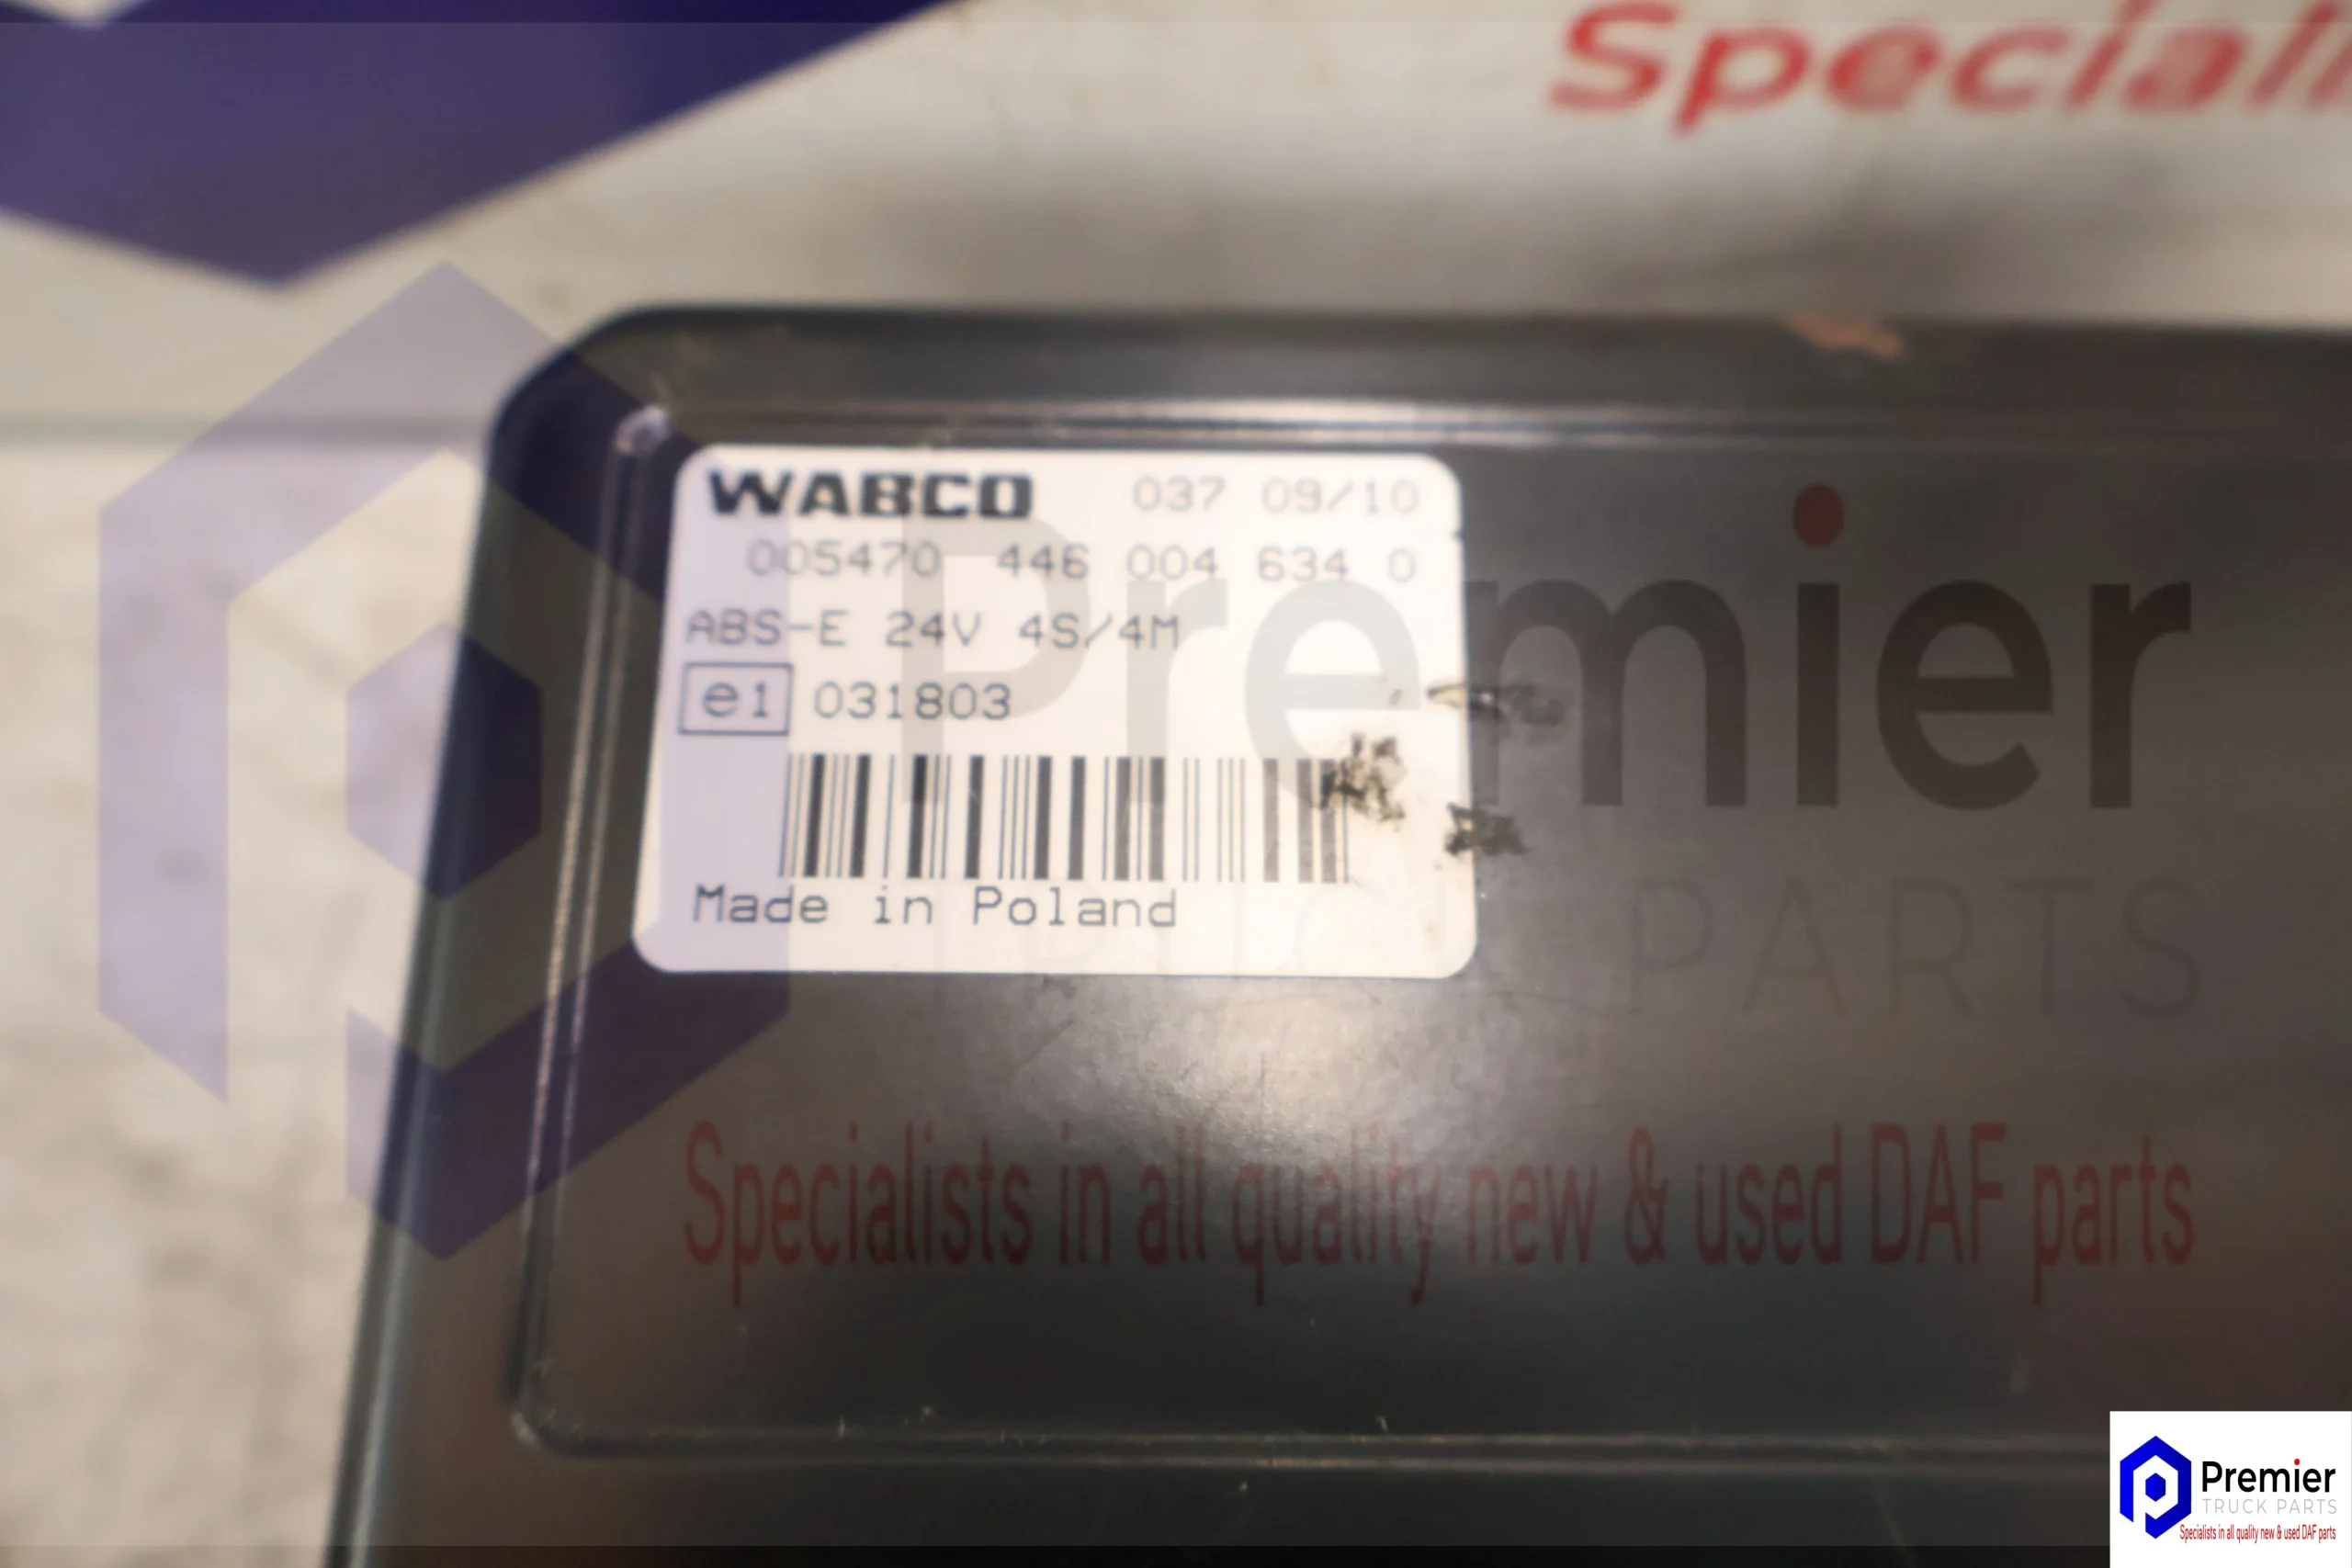 Speciali
WABCO 037 09/10
005470 446 004 634 0
ABS-E 24V 4S/4M
e1 031803
Made in Poland
Premier
TRUCK PARTS
Specialists in all quality new & used DAF parts
Premier
TRUCK PARTS
Specialists in all quality new & used DAF parts